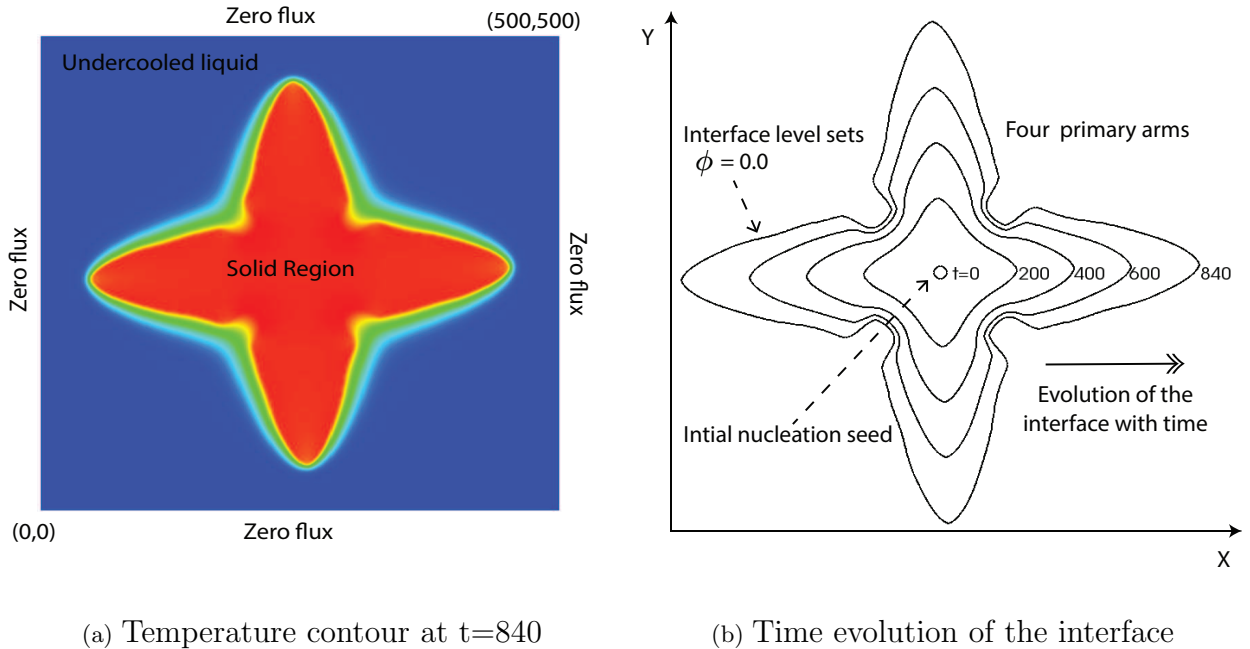 Zero flux
(500,500)
Undercooled liquid
Zero flux
Solid Region
Zero flux
(0,0)
Zero flux
(a) Temperature contour at t=840
Y
Interface level sets
ϕ = 0.0
Four primary arms
t=0 200 400 600 840
Evolution of the
interface with time
Intial nucleation seed
X
(b) Time evolution of the interface